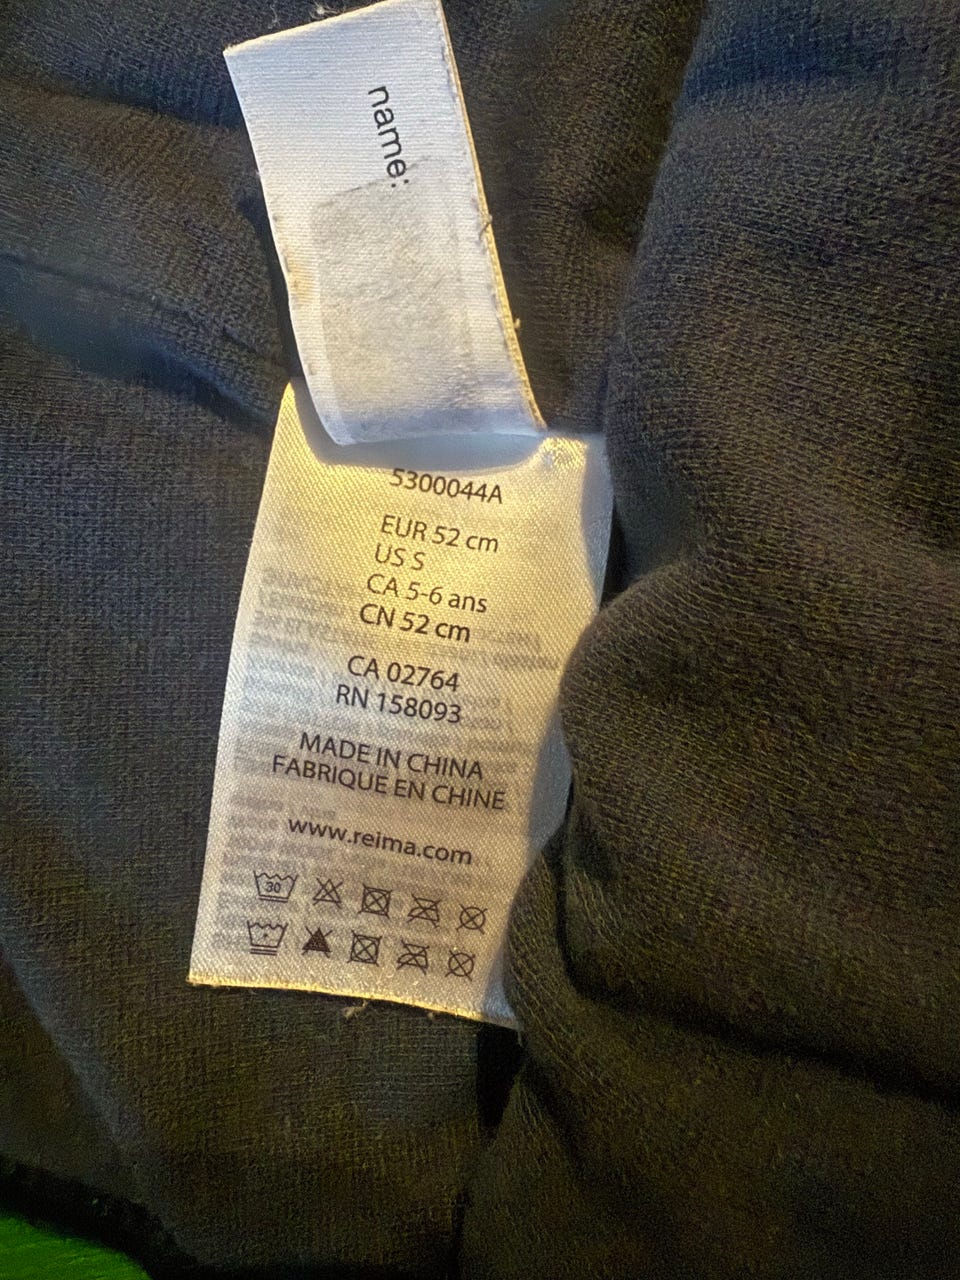 name:
5300044A
EUR 52 cm
US S
CA 5-6 ans
CN 52 cm
CA 02764
RN 158093
MADE IN CHINA
FABRIQUE EN CHINE
www.reima.com
30